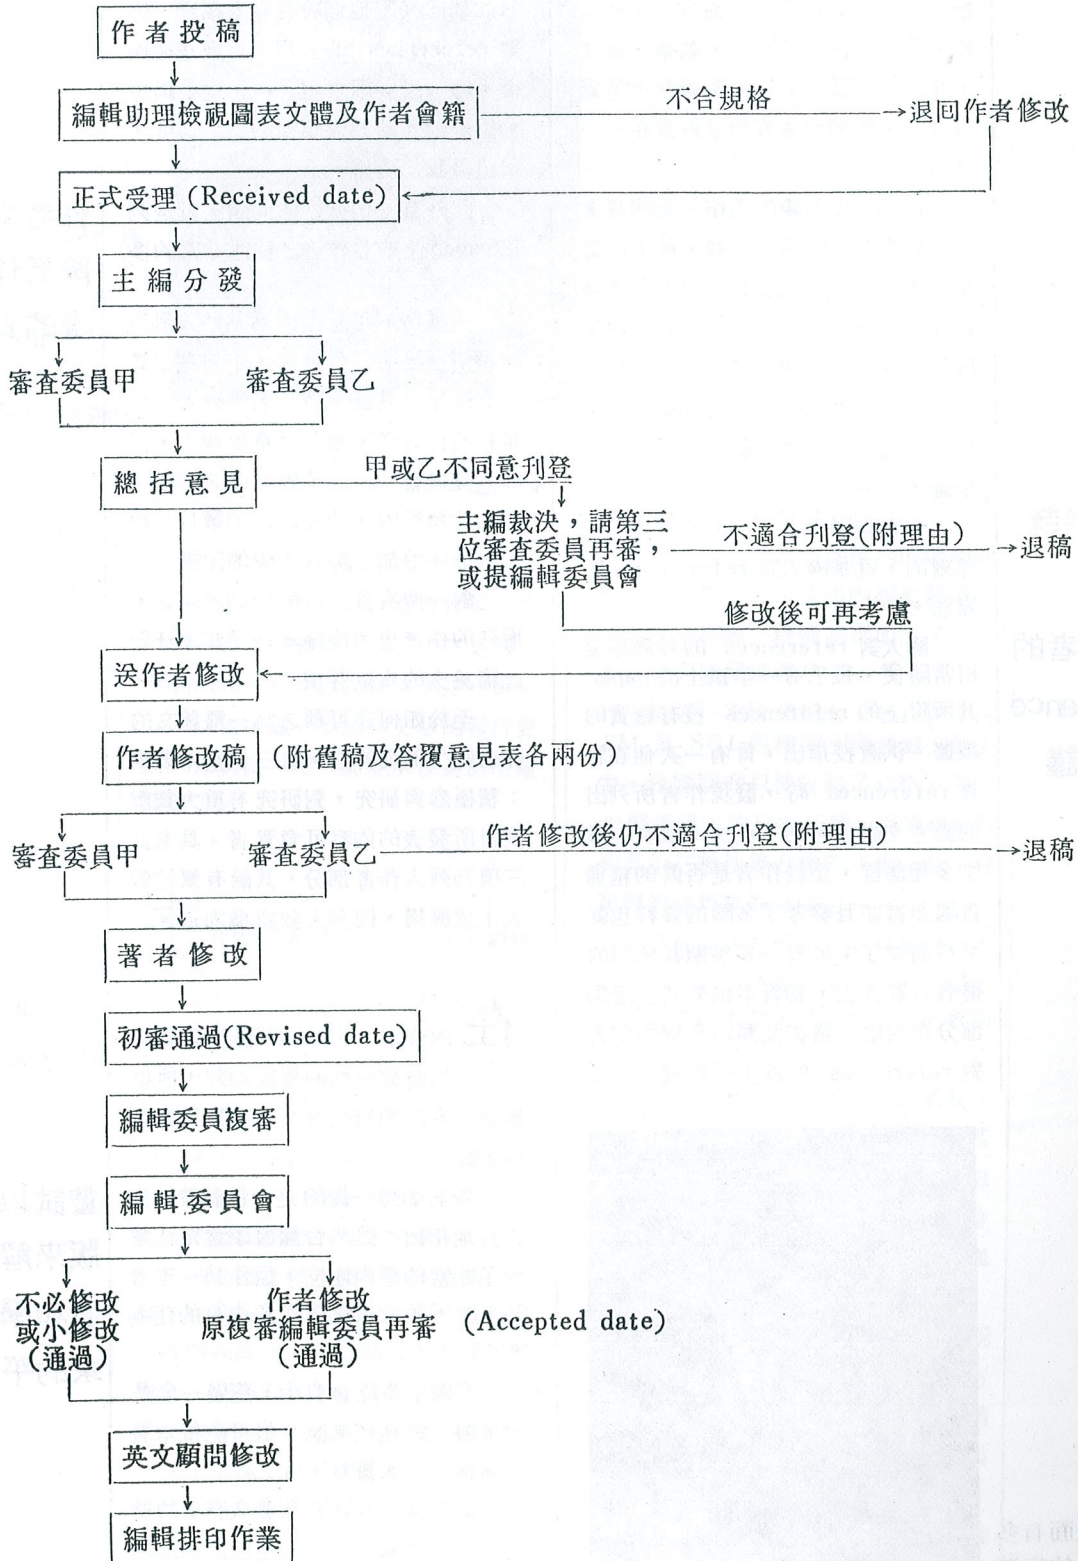 作者投稿
編輯助理檢視圖表文體及作者會籍
不合規格
退回作者修改
正式受理 (Received date)
主編分發
審查委員甲
審查委員乙
總括意見
甲或乙不同意刊登
主編裁決，請第三
位審查委員再審，
或提編輯委員會
不適合刊登(附理由)
退稿
修改後可再考慮
送作者修改
作者修改稿
(附舊稿及答覆意見表各兩份)
審查委員甲
審查委員乙
作者修改後仍不適合刊登(附理由)
退稿
著者修改
初審通過(Revised date)
編輯委員複審
編輯委員會
不必修改
或小修改
(通過)
作者修改
原複審編輯委員再審
(通過)
(Accepted date)
英文顧問修改
編輯排印作業